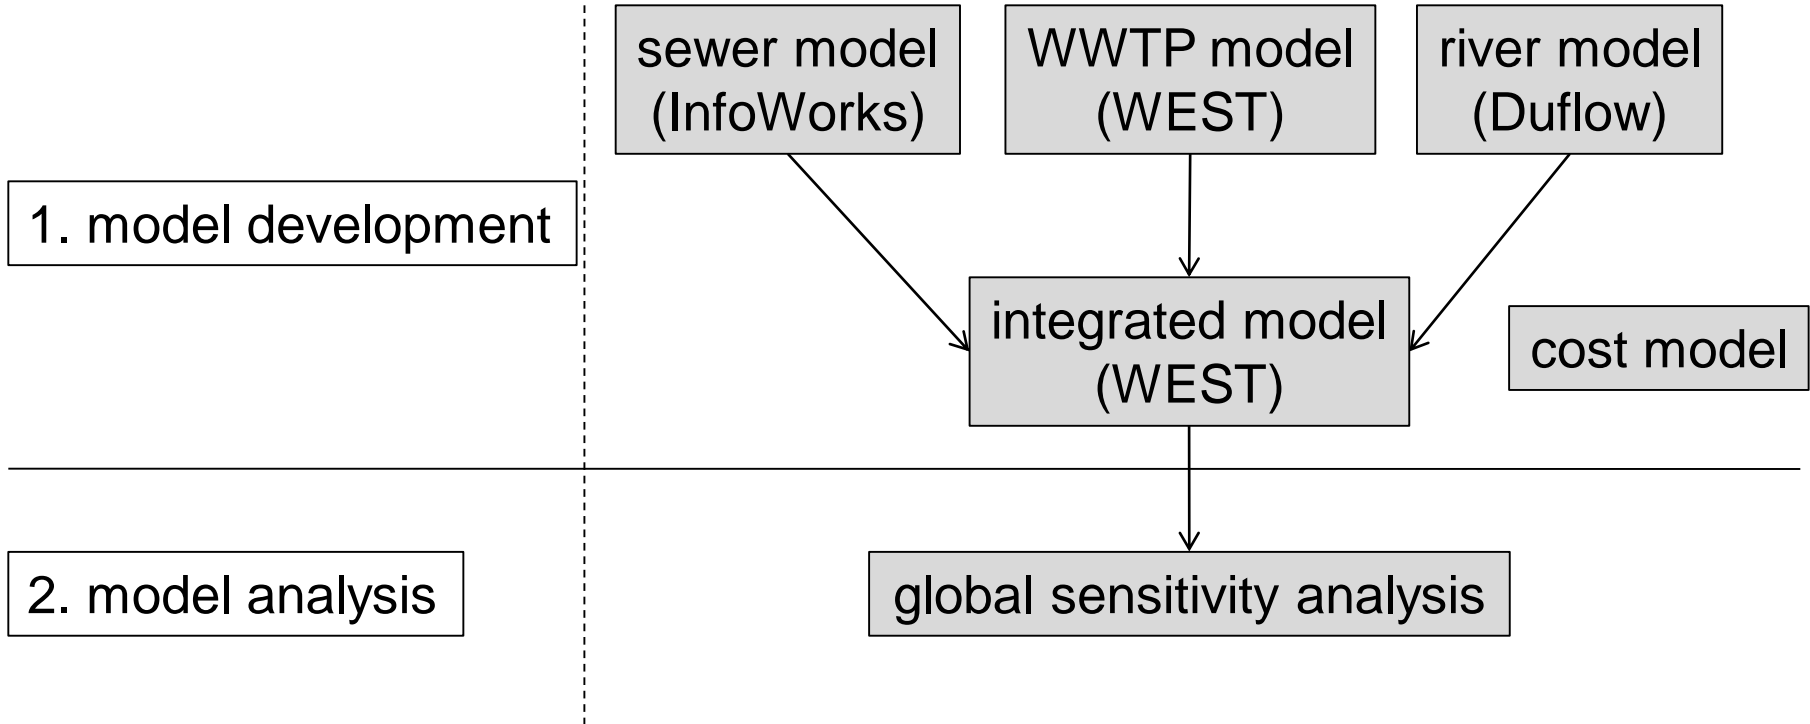 sewer model
(InfoWorks)
WWTP model
(WEST)
river model
(Duflow)
1. model development
integrated model
(WEST)
cost model
2. model analysis
global sensitivity analysis